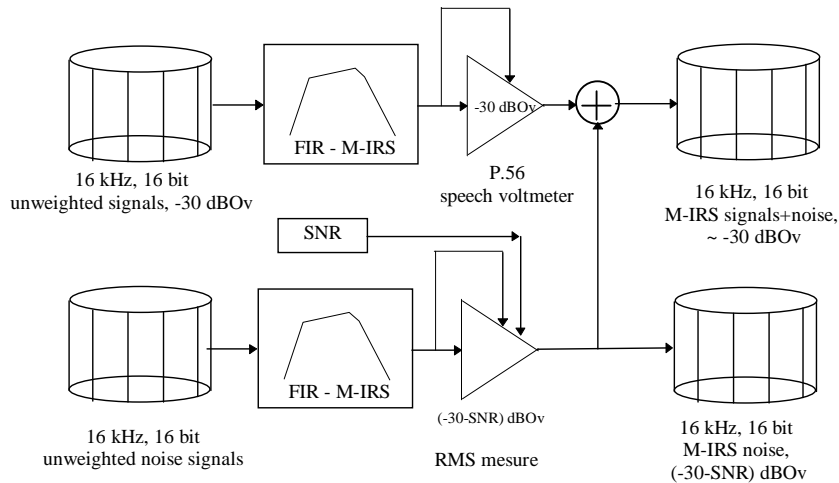 -30 dBOv
FIR - M-IRS
16 kHz, 16 bit
unweighted signals, -30 dBOv
P.56
speech voltmeter
16 kHz, 16 bit
M-IRS signals+noise,
~ -30 dBOv
SNR
FIR - M-IRS
(-30-SNR) dBOv
16 kHz, 16 bit
unweighted noise signals
RMS mesure
16 kHz, 16 bit
M-IRS noise,
(-30-SNR) dBOv